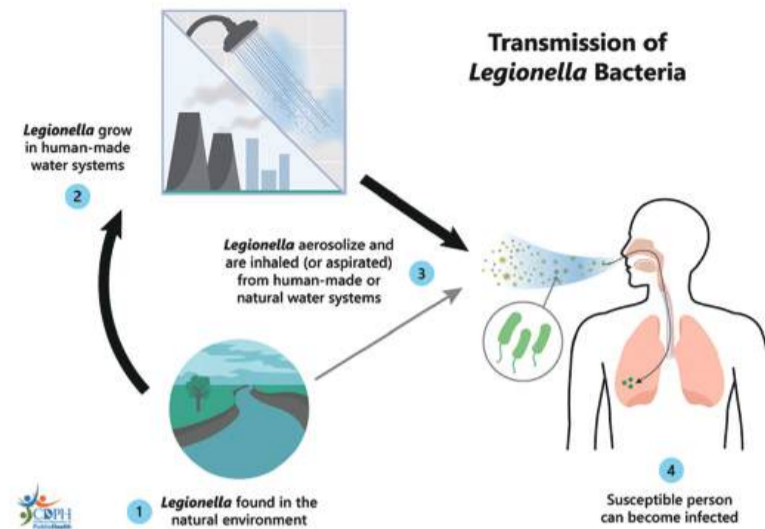 Transmission of
Legionella Bacteria
Legionella grow
in human-made
water systems
2
Legionella aerosolize and
are inhaled (or aspirated)
from human-made or
natural water systems
3
1
Legionella found in the
natural environment
4
Susceptible person
can become infected
CDPH
PublicHealth